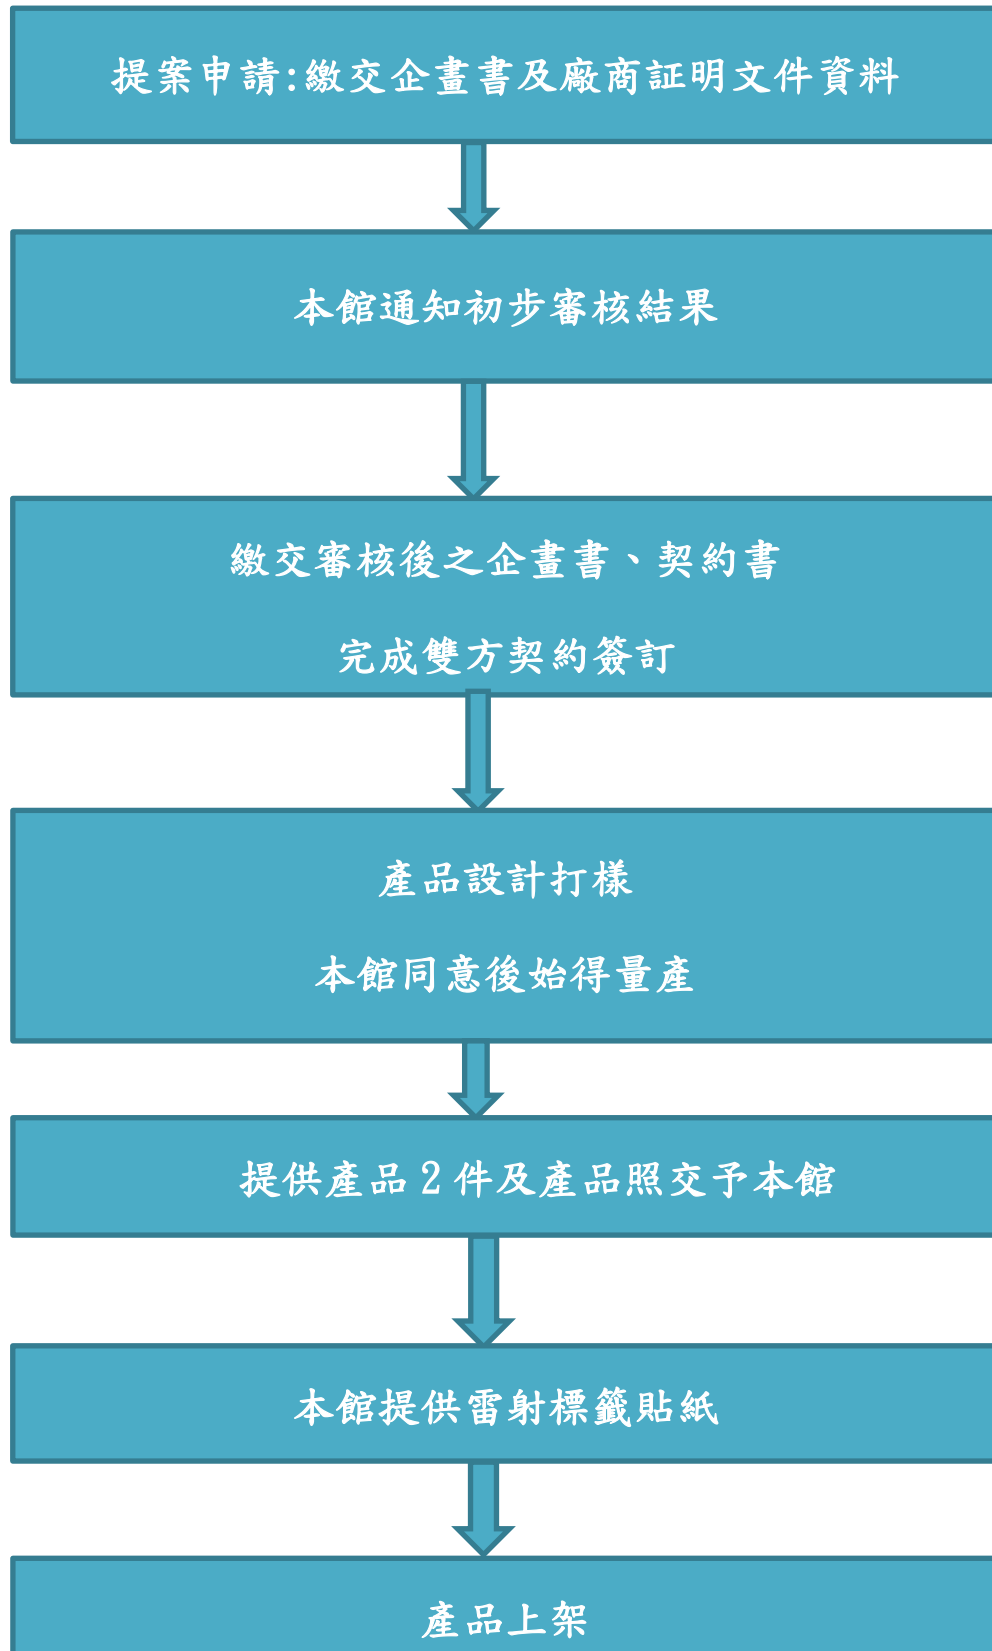 提案申請:繳交企畫書及廠商証明文件資料
本館通知初步審核結果
繳交審核後之企畫書、契約書
完成雙方契約簽訂
產品設計打樣
本館同意後始得量產
提供產品 2 件及產品照交予本館
本館提供雷射標籤貼紙
產品上架